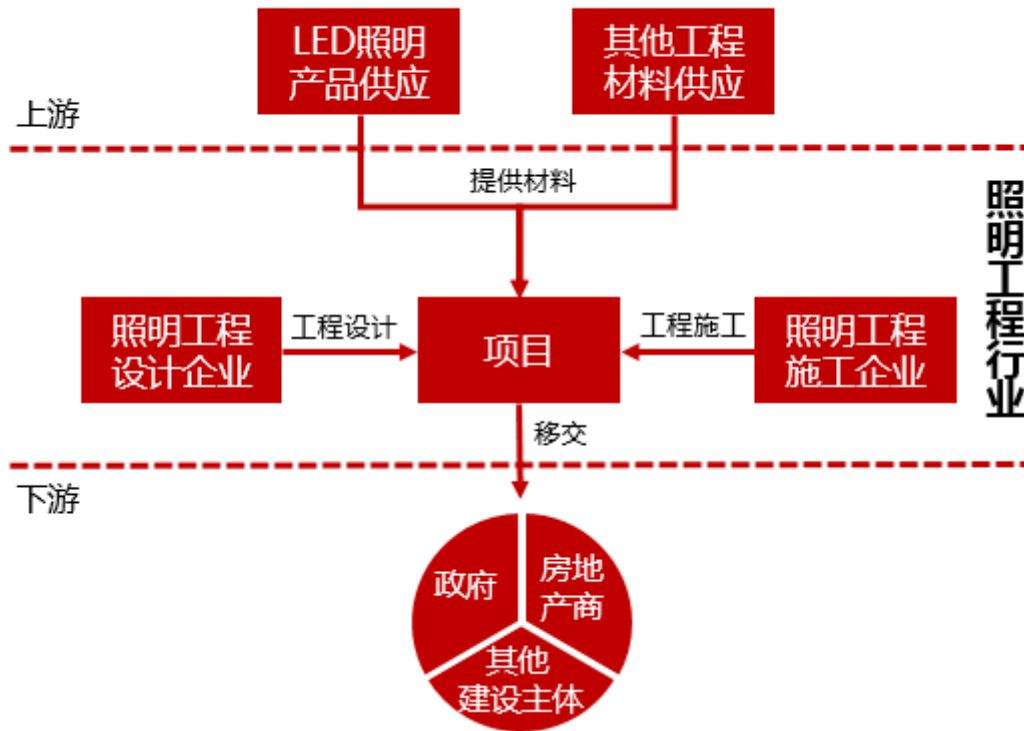 LED照明
产品供应
其他工程
材料供应
上游
提供材料
照明工程行业
照明工程
设计企业
工程设计
项目
工程施工
照明工程
施工企业
移交
下游
政府
房地
产商
其他
建设主体